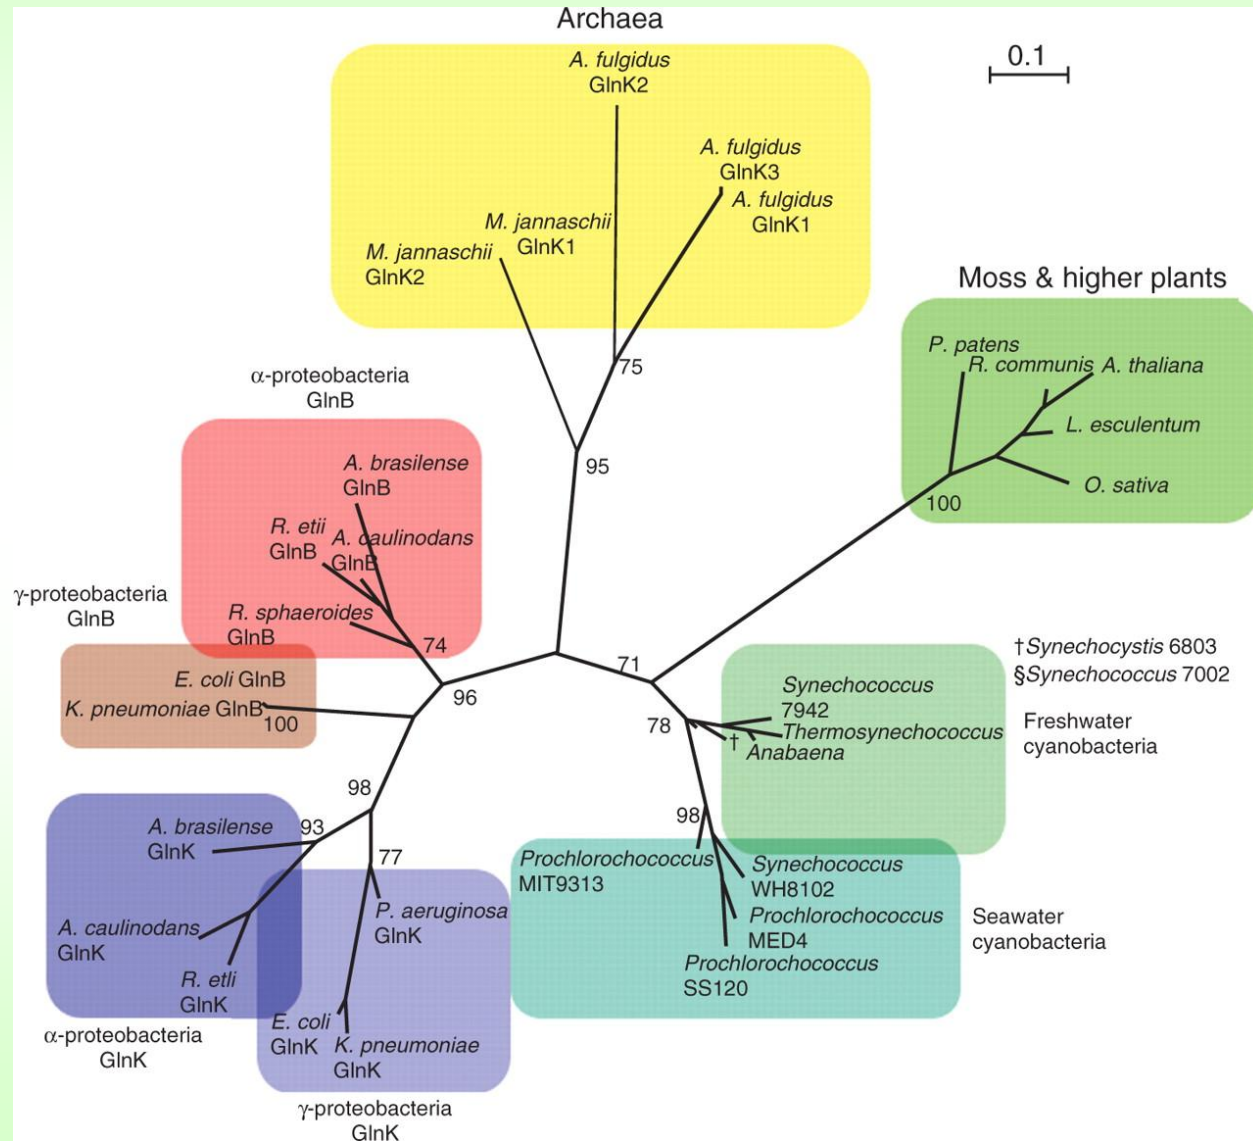 Archaea
0.1
A. fulgidus
GlnK2
A. fulgidus
GlnK3
A. fulgidus
GlnK1
M. jannaschii
GlnK1
M. jannaschii
GlnK2
75
95
Moss & higher plants
P. patens
R. communis
A. thaliana
L. esculentum
O. sativa
100
α-proteobacteria
GlnB
A. brasilense
GlnB
R. etii
GlnB
A. caulinodans
GlnB
R. sphaeroides
GlnB
74
γ-proteobacteria
GlnB
E. coli GlnB
K. pneumoniae GlnB
100
96
71
†Synechocystis 6803
§Synechococcus 7002
Freshwater
cyanobacteria
Synechococcus
7942
Thermosynechococcus
†
Anabaena
78
98
98
Prochlorochococcus
MIT9313
Synechococcus
WH8102
Prochlorochococcus
MED4
Prochlorochococcus
SS120
Seawater
cyanobacteria
93
A. brasilense
GlnK
A. caulinodans
GlnK
R. etli
GlnK
α-proteobacteria
GlnK
77
P. aeruginosa
GlnK
E. coli
GlnK
K. pneumoniae
GlnK
γ-proteobacteria
GlnK